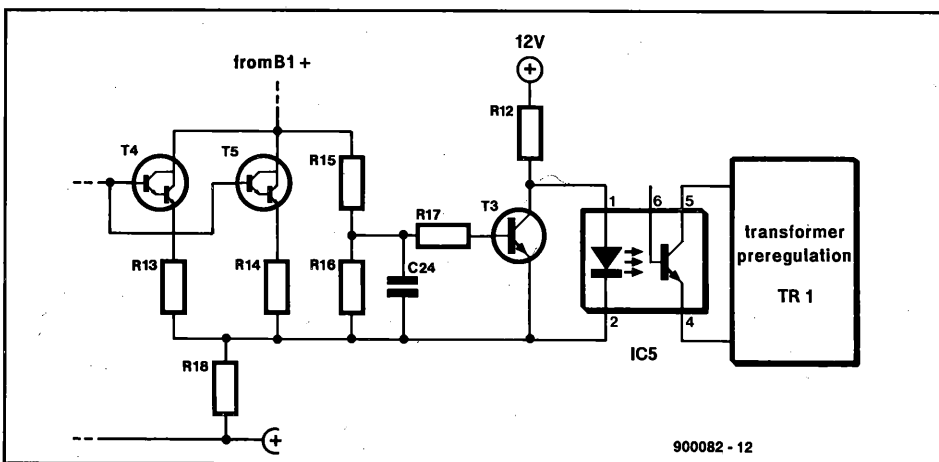 12V
fromB1 +
R12
T4
T5
R15
T3
1
6
5
R17
transformer
preregulation
TR 1
R13
R14
R16
C24
2
4
IC5
R18
900082 - 12